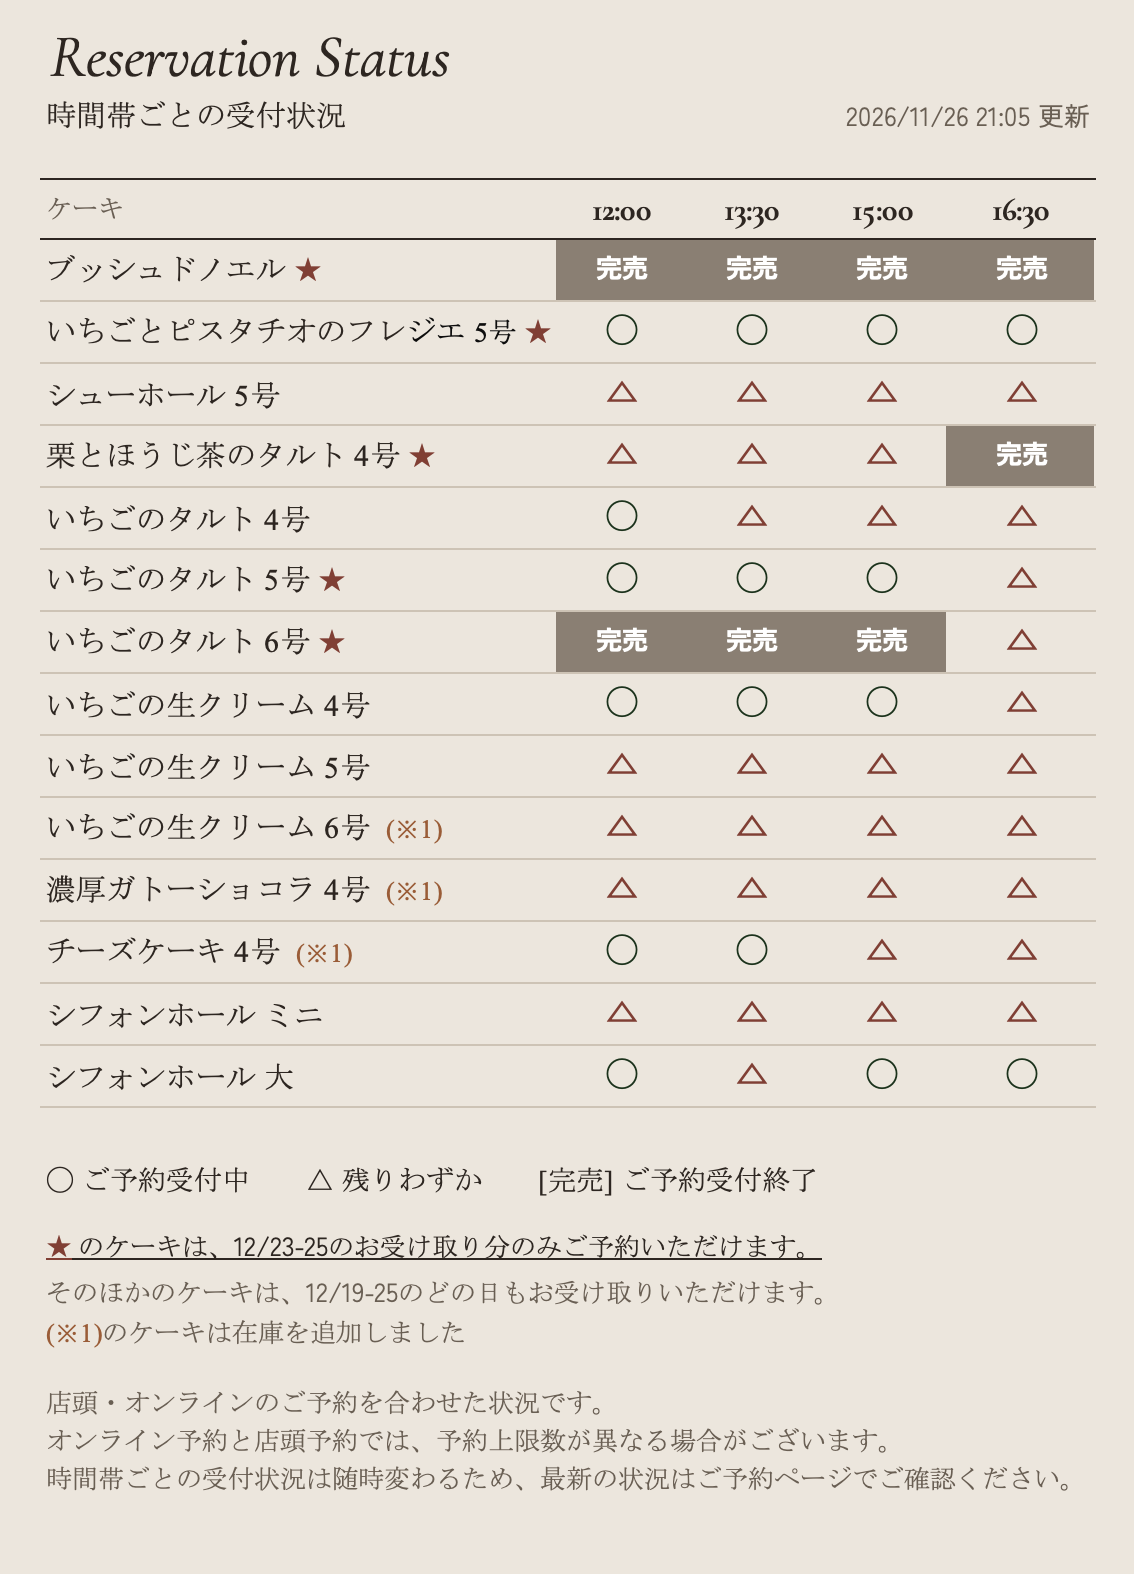 Reservation Status
時間帯ごとの受付状況
2026/11/26 21:05 更新
ケーキ 12:00 13:30 15:00 16:30
ブッシュドノエル ★ 完売 完売 完売 完売
いちごとピスタチオのフレジエ 5号 ★ ○ ○ ○ ○
シューホール 5号 △ △ △ △
栗とほうじ茶のタルト 4号 ★ △ △ △ 完売
いちごのタルト 4号 ○ △ △ △
いちごのタルト 5号 ★ ○ ○ ○ △
いちごのタルト 6号 ★ 完売 完売 完売 △
いちごの生クリーム 4号 ○ ○ ○ △
いちごの生クリーム 5号 △ △ △ △
いちごの生クリーム 6号 (※1) △ △ △ △
濃厚ガトーショコラ 4号 (※1) △ △ △ △
チーズケーキ 4号 (※1) ○ ○ △ △
シフォンホール ミニ △ △ △ △
シフォンホール 大 ○ △ ○ ○
○ ご予約受付中 △ 残りわずか [完売] ご予約受付終了
★ のケーキは、12/23-25のお受け取り分のみご予約いただけます。
そのほかのケーキは、12/19-25のどの日もお受け取りいただけます。
(※1)のケーキは在庫を追加しました
店頭・オンラインのご予約を合わせた状況です。
オンライン予約と店頭予約では、予約上限数が異なる場合がございます。
時間帯ごとの受付状況は随時変わるため、最新の状況はご予約ページでご確認ください。